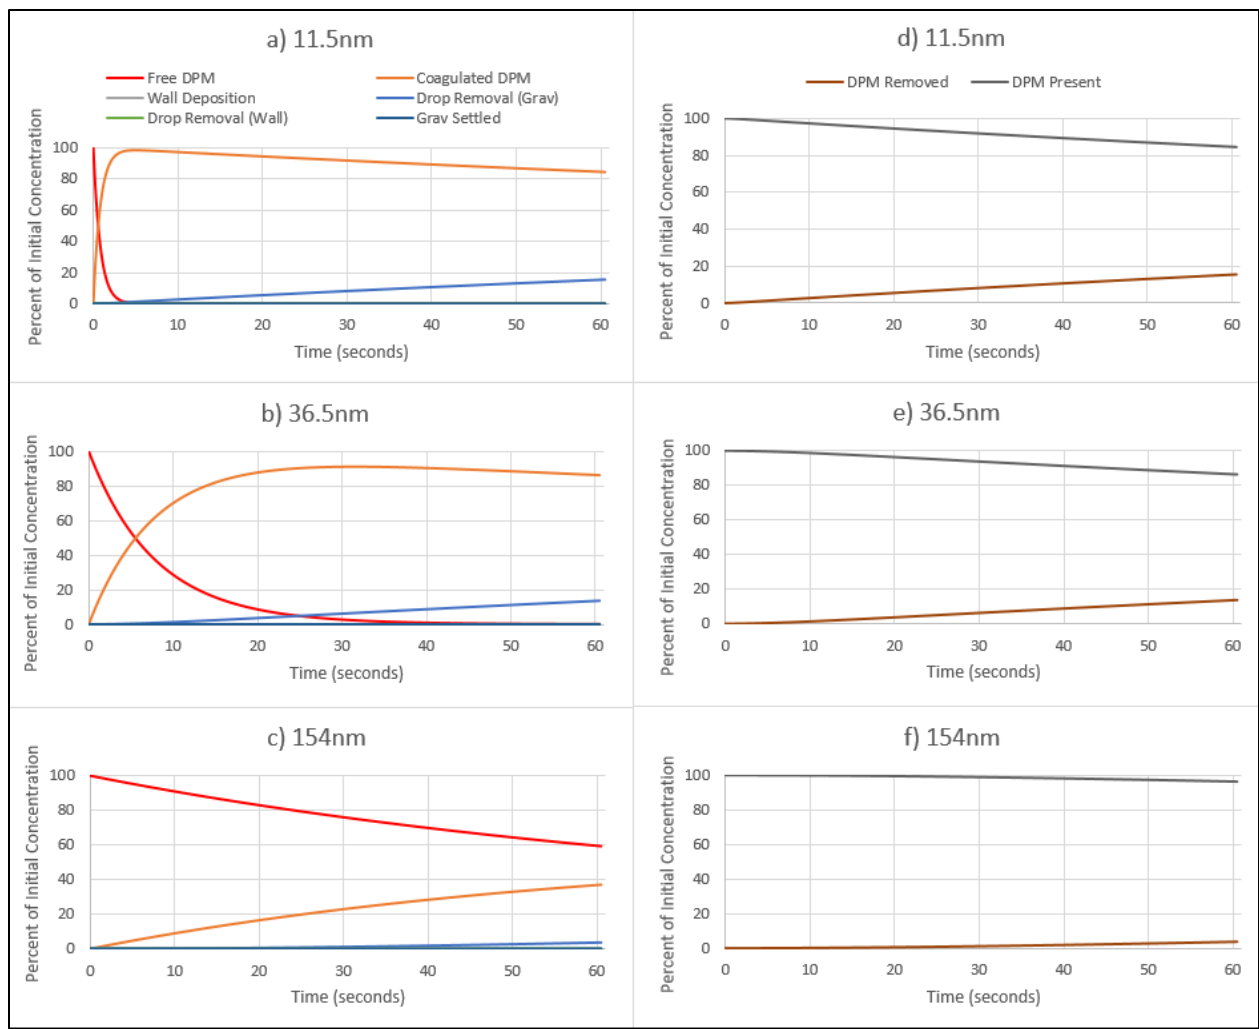 a) 11.5nm
Free DPM
Coagulated DPM
Wall Deposition
Drop Removal (Grav)
Drop Removal (Wall)
Grav Settled
Percent of Initial Concentration
100
80
60
40
20
0
0 10 20 30 40 50 60
Time (seconds)
d) 11.5nm
DPM Removed
DPM Present
Percent of Initial Concentration
100
80
60
40
20
0
0 10 20 30 40 50 60
Time (seconds)
b) 36.5nm
Percent of Initial Concentration
100
80
60
40
20
0
0 10 20 30 40 50 60
Time (seconds)
e) 36.5nm
Percent of Initial Concentration
100
80
60
40
20
0
0 10 20 30 40 50 60
Time (seconds)
c) 154nm
Percent of Initial Concentration
100
80
60
40
20
0
0 10 20 30 40 50 60
Time (seconds)
f) 154nm
Percent of Initial Concentration
100
80
60
40
20
0
0 10 20 30 40 50 60
Time (seconds)